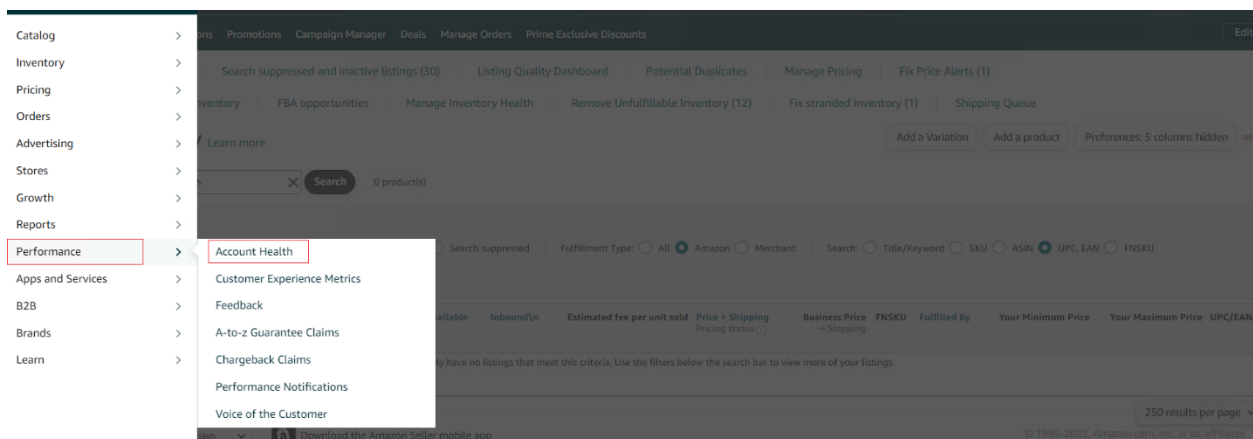 Catalog
Inventory
Pricing
Orders
Advertising
Stores
Growth
Reports
Performance
Apps and Services
B2B
Brands
Learn
Account Health
Customer Experience Metrics
Feedback
A-to-z Guarantee Claims
Chargeback Claims
Performance Notifications
Voice of the Customer
ons Promotions Campaign Manager Deals Manage Orders Prime Exclusive Discounts Edit
Search suppressed and inactive listings (30) Listing Quality Dashboard Potential Duplicates Manage Pricing Fix Price Alerts (1)
nventory FBA opportunities Manage Inventory Health Remove Unfulfillable Inventory (12) Fix stranded inventory (1) Shipping Queue
Learn more Add a Variation Add a product Preferences: 5 columns hidden
Search 0 product(s)
Search suppressed Fulfillment Type: All Amazon Merchant Search: Title/Keyword SKU ASIN UPC, EAN FNSKU
ailable Inbound\n Estimated fee per unit sold Price + Shipping Business Price FNSKU Fulfilled By Your Minimum Price Your Maximum Price UPC/EAN
Pricing status + Shipping
ly have no listings that meet this criteria. Use the filters below the search bar to view more of your listings.
250 results per page
glish Download the Amazon Seller mobile app © 1999-2023, Amazon.com, Inc. or its affiliates